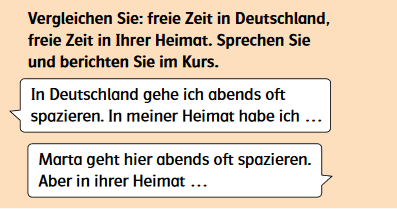 Vergleichen Sie: freie Zeit in Deutschland,
freie Zeit in Ihrer Heimat. Sprechen Sie
und berichten Sie im Kurs.
In Deutschland gehe ich abends oft
spazieren. In meiner Heimat habe ich …
Marta geht hier abends oft spazieren.
Aber in ihrer Heimat …